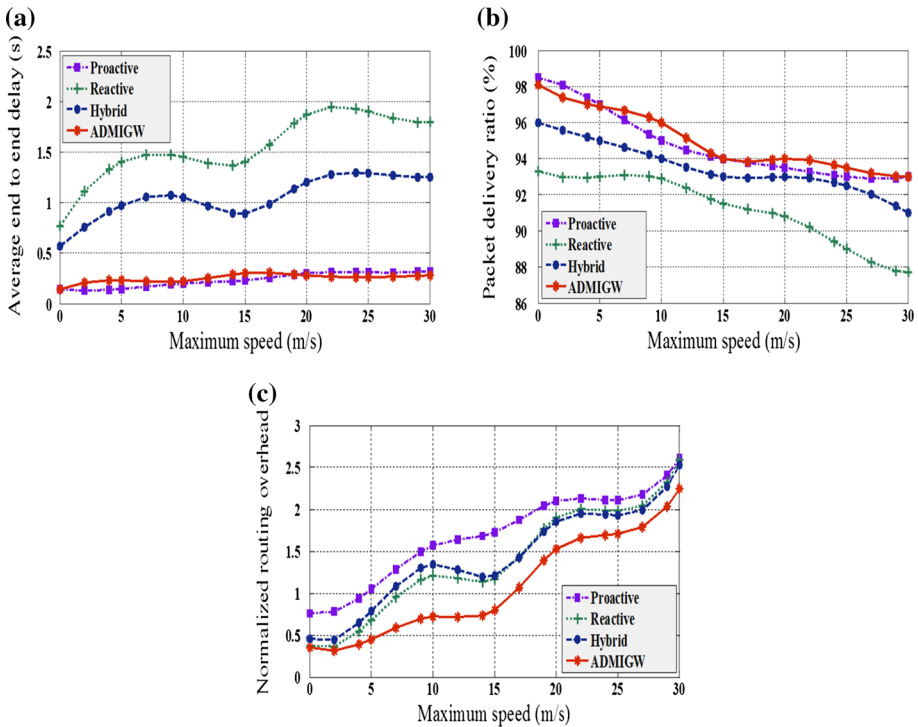 (a)
Average end to end delay (s)
2.5
2
1.5
1
0.5
0
Proactive
Reactive
Hybrid
ADMIGW
0 5 10 15 20 25 30
Maximum speed (m/s)
(b)
Packet delivery ratio (%)
100
98
96
94
93
92
91
90
88
86
Proactive
Reactive
Hybrid
ADMIGW
0 5 10 15 20 25 30
Maximum speed (m/s)
(c)
Normalized routing overhead
3
2.5
2
1.5
1
0.5
0
Proactive
Reactive
Hybrid
ADMIGW
0 5 10 15 20 25 30
Maximum speed (m/s)